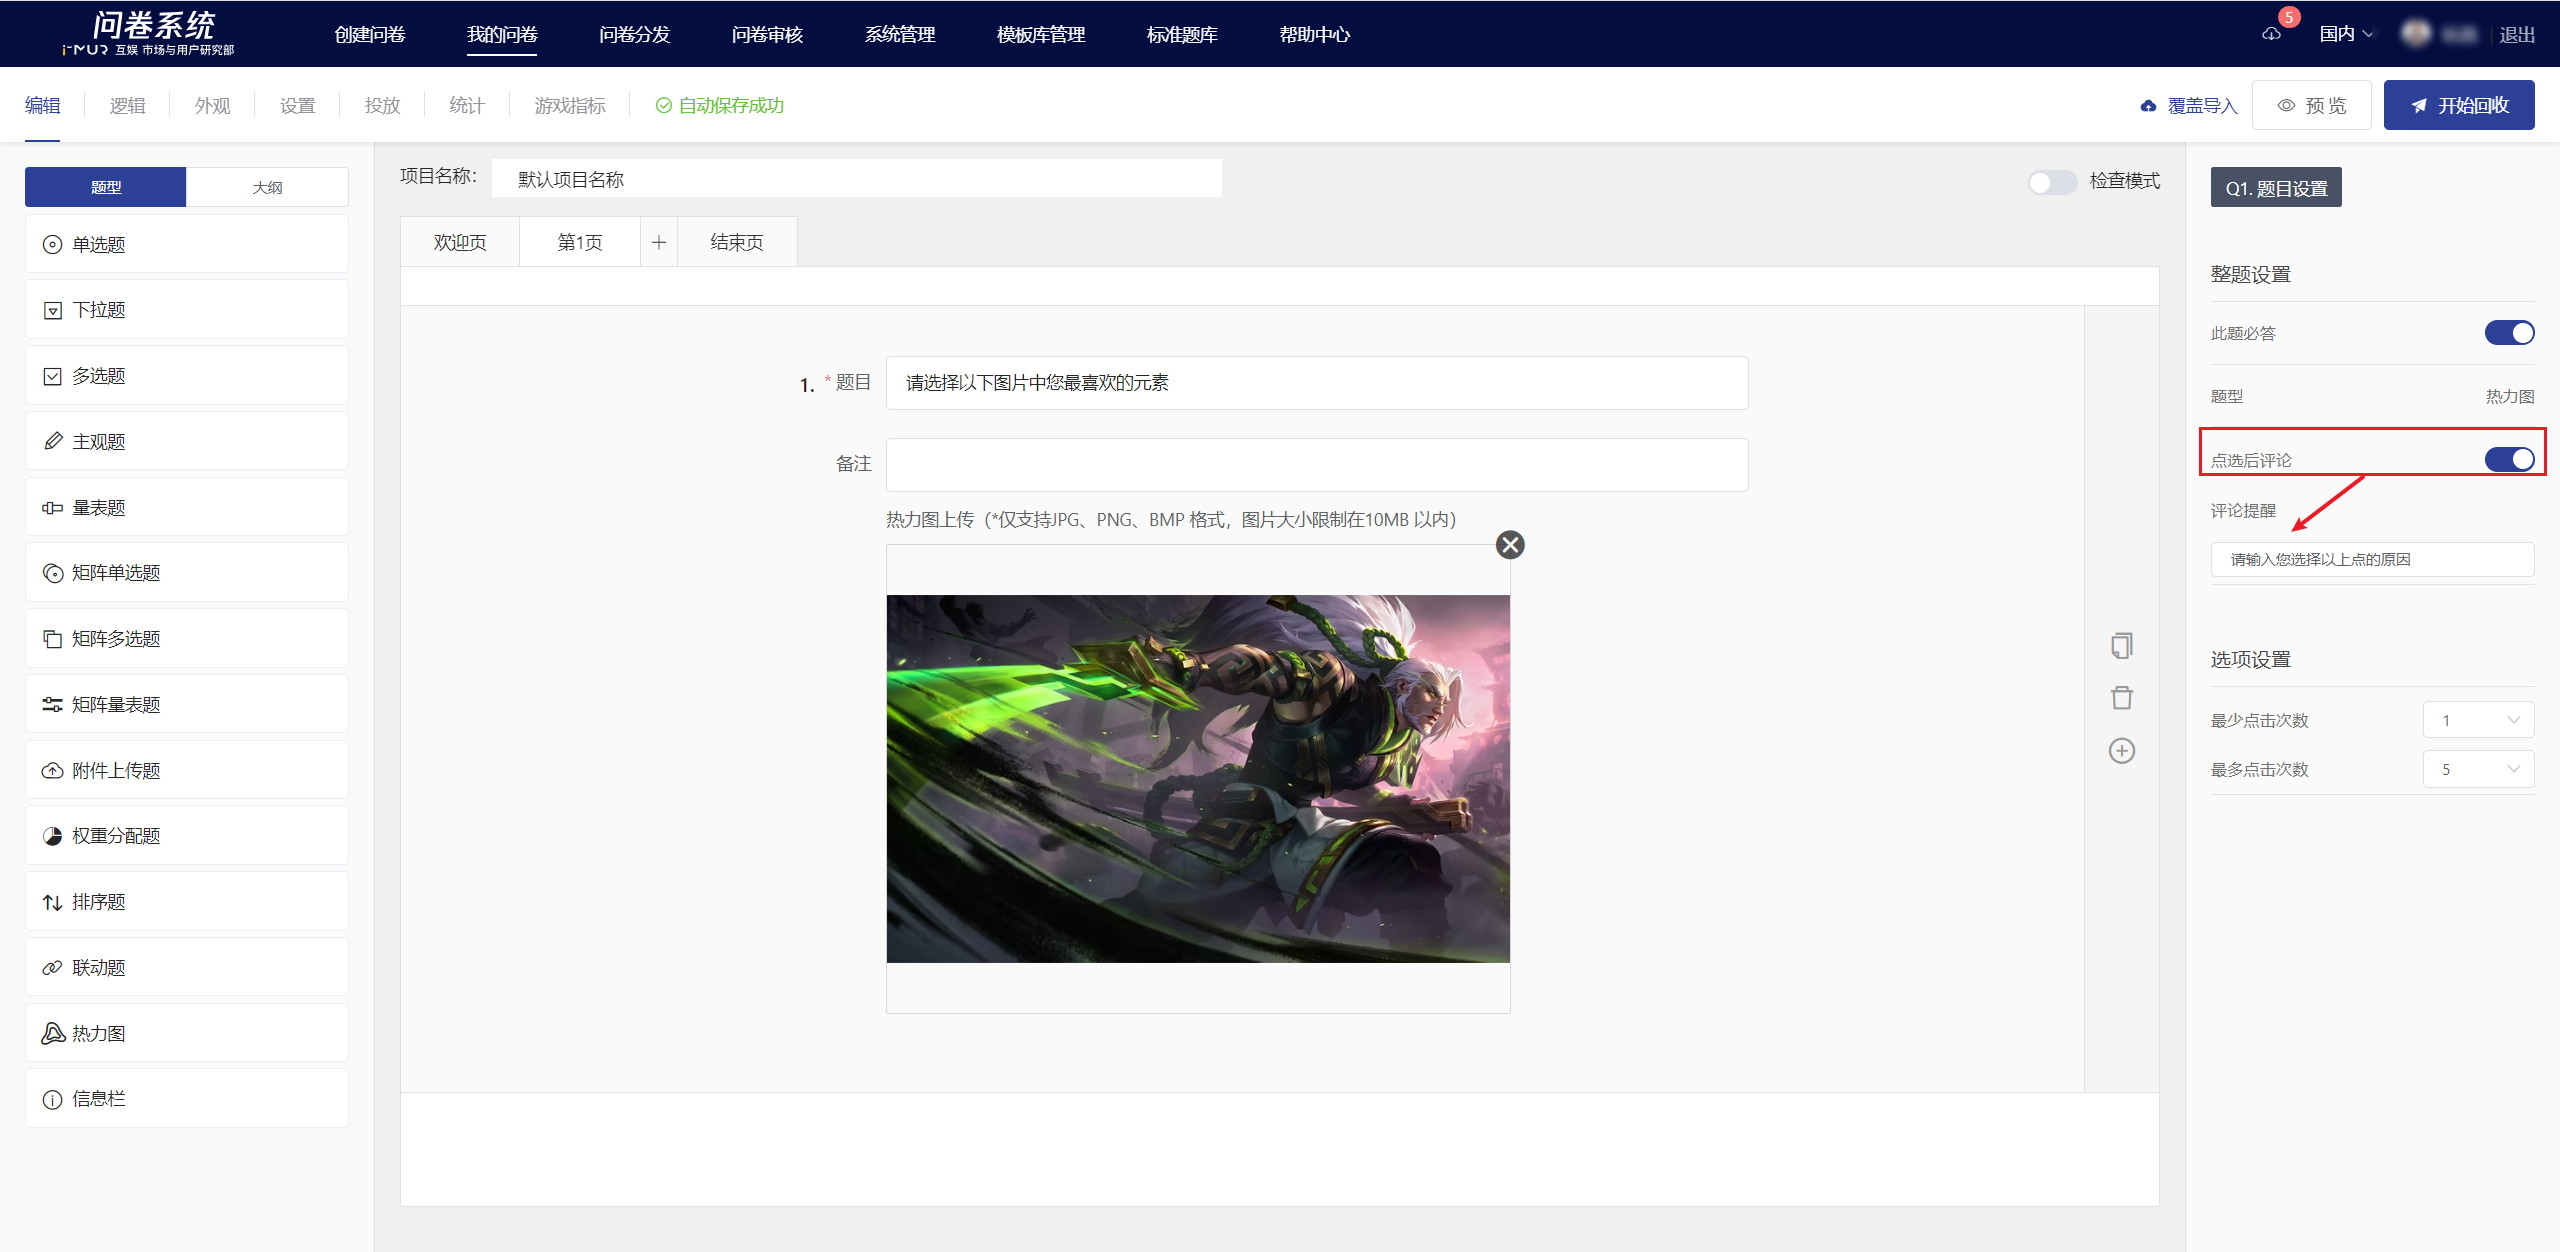 问卷系统
i-MUR 互娱 市场与用户研究部
创建问卷
我的问卷
问卷分发
问卷审核
系统管理
模板库管理
标准题库
帮助中心
5
国内
退出
编辑
逻辑
外观
设置
投放
统计
游戏指标
自动保存成功
覆盖导入
预 览
开始回收
题型
大纲
单选题
下拉题
多选题
主观题
量表题
矩阵单选题
矩阵多选题
矩阵量表题
附件上传题
权重分配题
排序题
联动题
热力图
信息栏
项目名称：
默认项目名称
检查模式
欢迎页
第1页
结束页
1. * 题目
请选择以下图片中您最喜欢的元素
备注
热力图上传（*仅支持JPG、PNG、BMP 格式，图片大小限制在10MB 以内）
Q1. 题目设置
整题设置
此题必答
题型
热力图
点选后评论
评论提醒
请输入您选择以上点的原因
选项设置
最少点击次数
1
最多点击次数
5